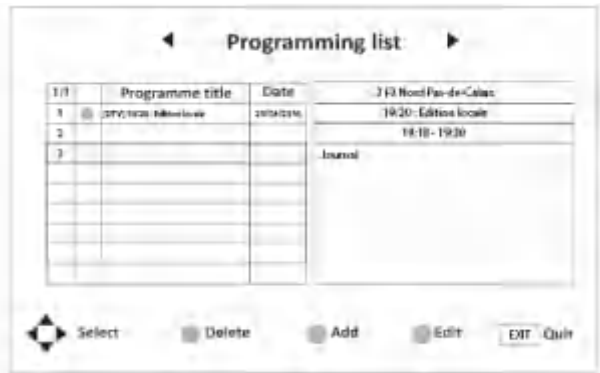 Programming list
1/1 Programme title Date
1
2
3
3 F3 Nord Pas-de-Calais
19:20 : Edition locale
19:18 - 19:30
Journal
Select Delete Add Edit EXIT Quit